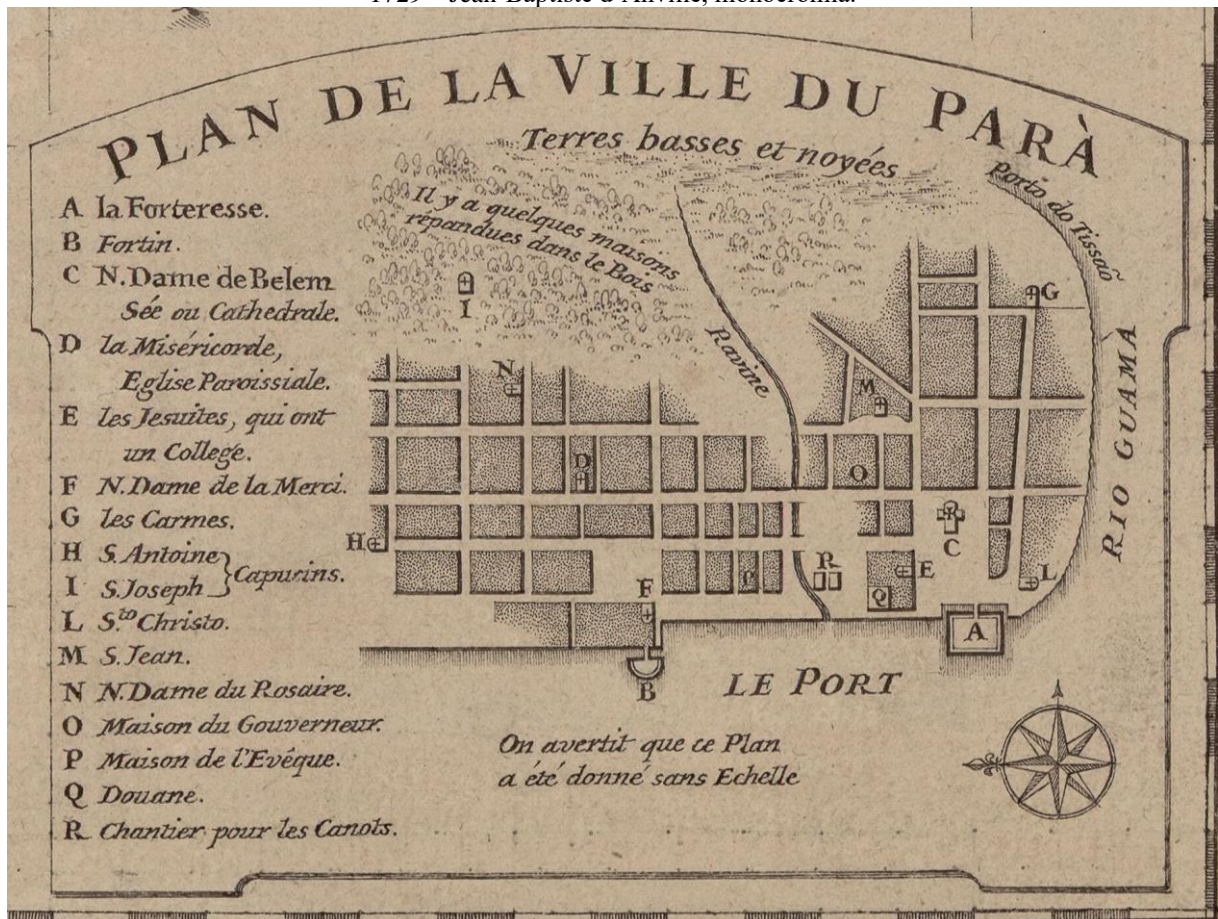 1729 – Jean-Baptiste d'Anville, monocromia.
PLAN DE LA VILLE DU PARÀ
Terres basses et noyées
Il y a quelques maisons
répandues dans le Bois
Porto do Tissaõ
A la Forteresse.
B Fortin.
C N. Dame de Belem
Sée ou Cathedrale.
D la Miséricorde,
Eglise Paroissiale.
E les Jesuites, qui ont
un College.
F N. Dame de la Merci.
G les Carmes.
H S. Antoine
I S. Joseph
Capucins.
L S.to Christo.
M S. Jean.
N N. Dame du Rosaire.
O Maison du Gouverneur.
P Maison de l'Evêque.
Q Douane.
R Chantier pour les Canots.
I
G
Ravine
RIO GUAMÀ
N
M
D
O
H
C
R
E
P
Q
L
F
A
B
LE PORT
On avertit que ce Plan
a été donné sans Echelle